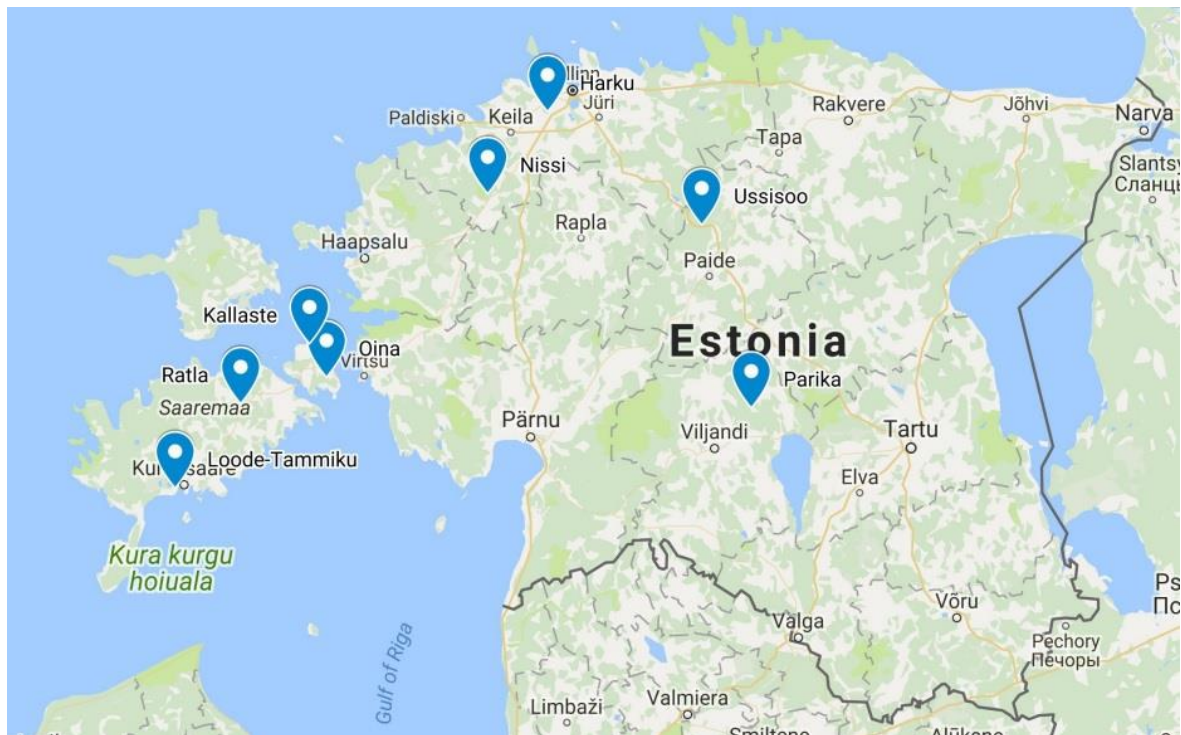 llinn
Harku
Paldiski
Keila
Jüri
Rakvere
Jõhvi
Narva
Tapa
Slantsy
Сланцы
Nissi
Ussisoo
Rapla
Haapsalu
Paide
Kallaste
Oina
Virtsu
Estonia
Ratla
Parika
Saaremaa
Pärnu
Viljandi
Tartu
Loode-Tammiku
Elva
Kura kurgu
hoiuala
Gulf of Riga
Võru
Valga
Pechory
Печоры
Ps
Limbaži
Valmiera